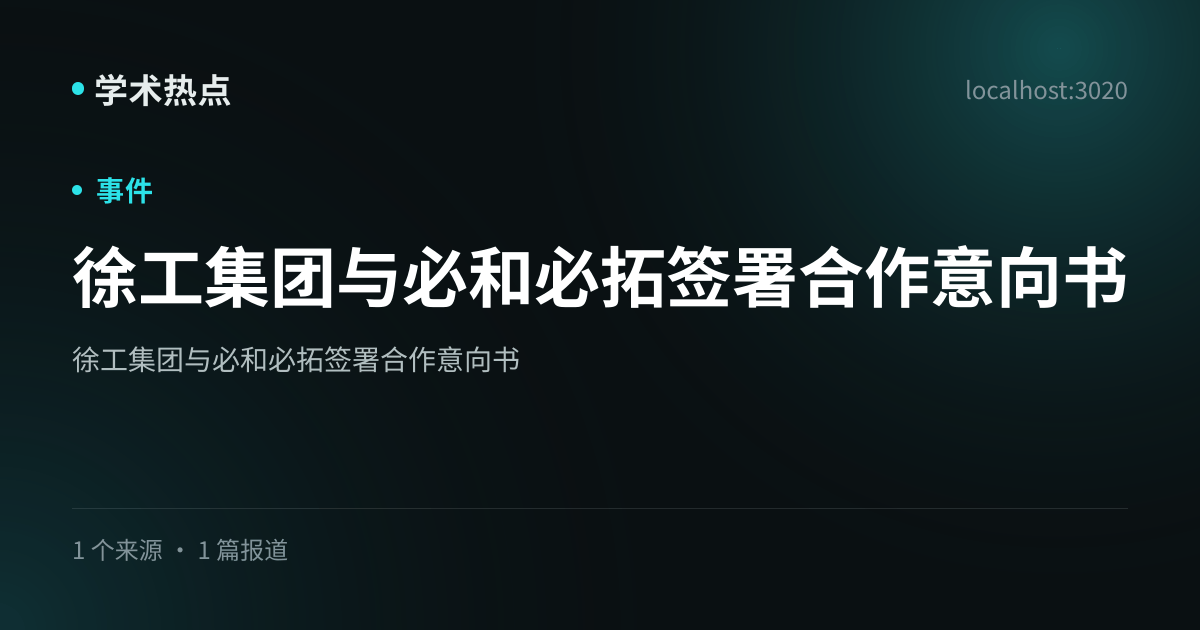 学术热点
localhost:3020
事件
徐工集团与必和必拓签署合作意向书
徐工集团与必和必拓签署合作意向书
1 个来源 · 1 篇报道